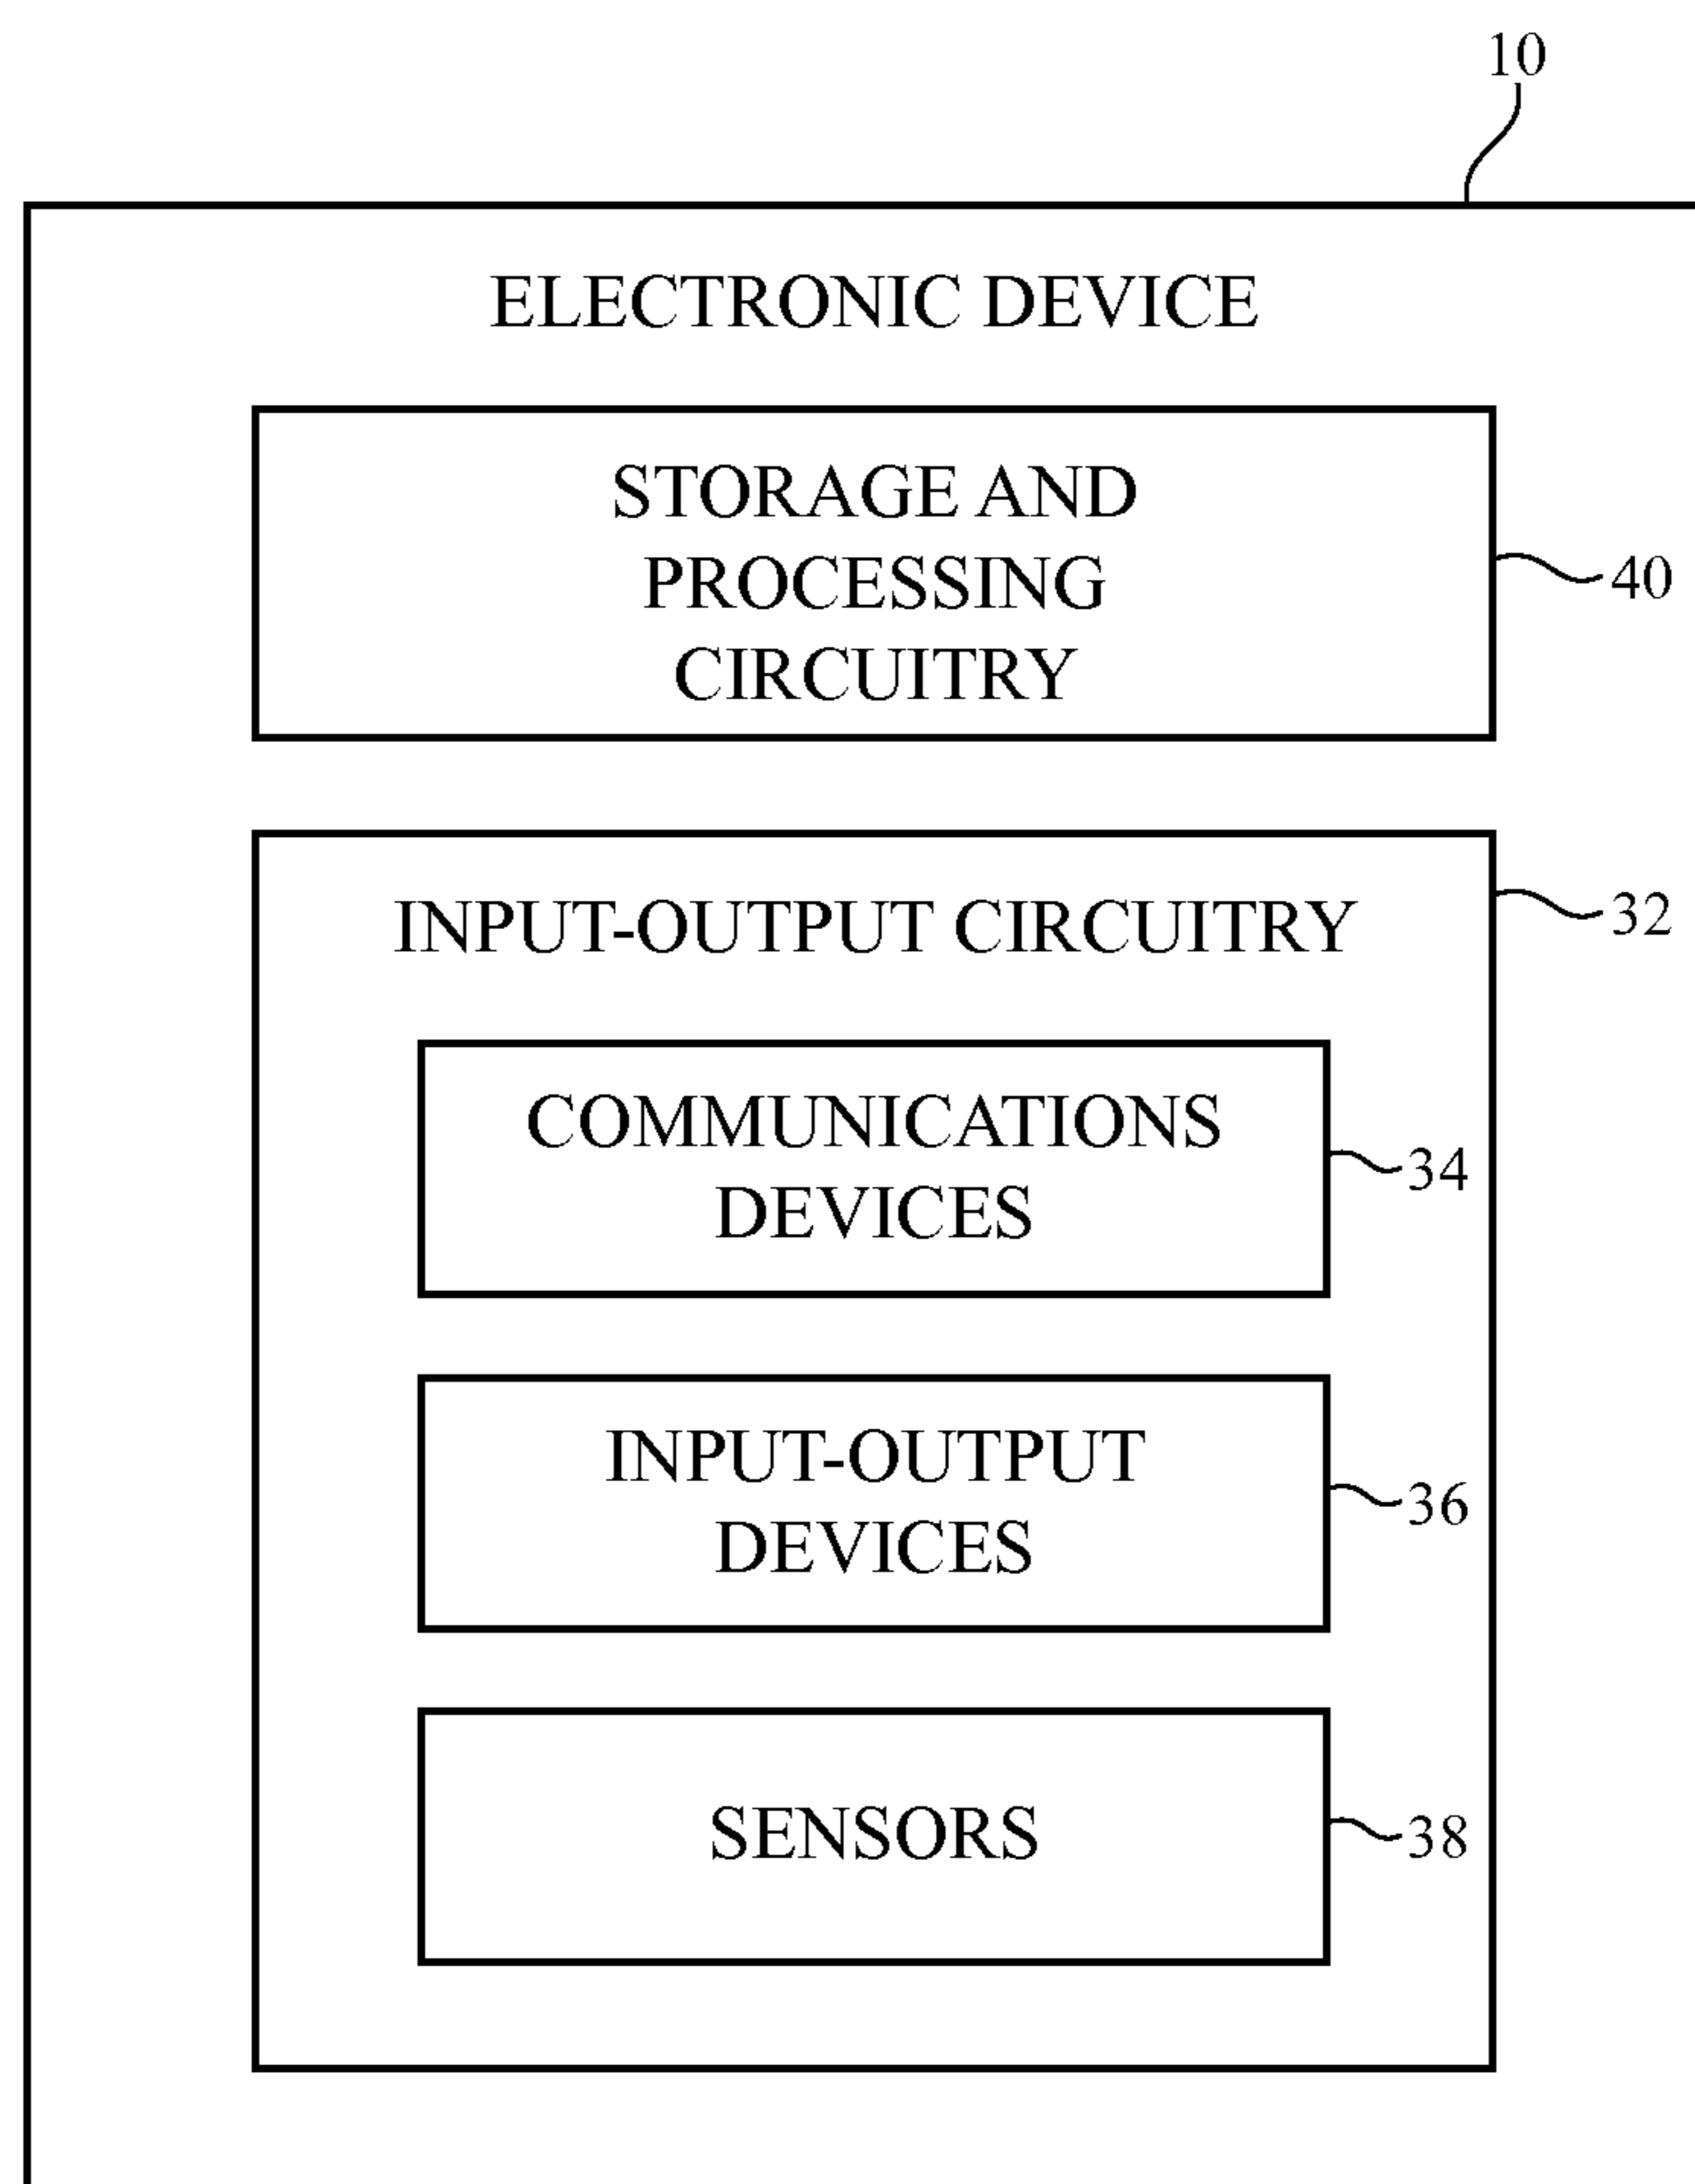 10
ELECTRONIC DEVICE
STORAGE AND
PROCESSING
CIRCUITRY
40
INPUT-OUTPUT CIRCUITRY
32
COMMUNICATIONS
DEVICES
34
INPUT-OUTPUT
DEVICES
36
SENSORS
38